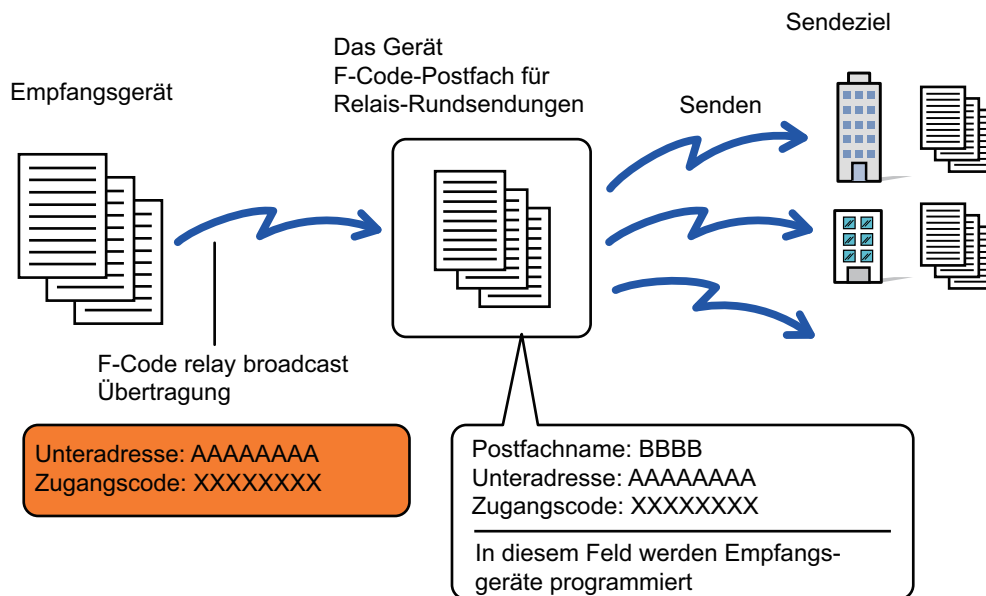 Sendeziel
Das Gerät
F-Code-Postfach für
Relais-Rundsendungen
Empfangsgerät
Senden
F-Code relay broadcast
Übertragung
Unteradresse: AAAAAAAA
Zugangscode: XXXXXXXX
Postfachname: BBBB
Unteradresse: AAAAAAAA
Zugangscode: XXXXXXXX
In diesem Feld werden Empfangs-
geräte programmiert